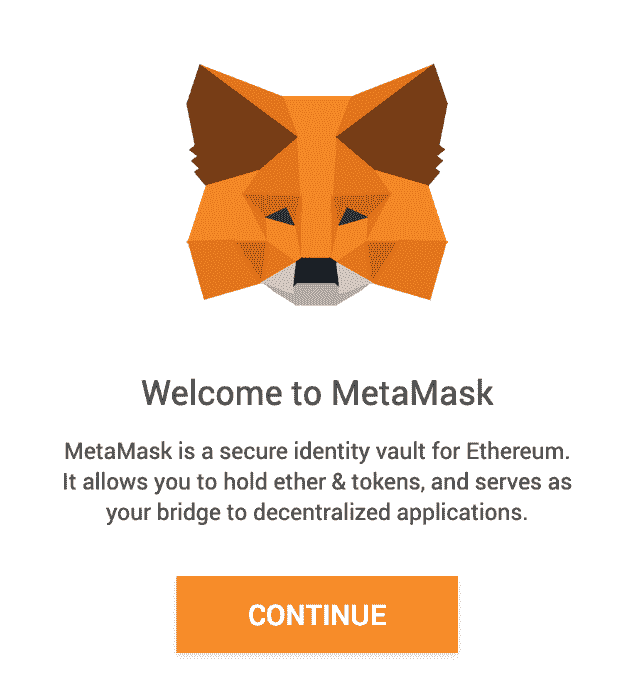 Welcome to MetaMask
MetaMask is a secure identity vault for Ethereum.
It allows you to hold ether & tokens, and serves as
your bridge to decentralized applications.
CONTINUE